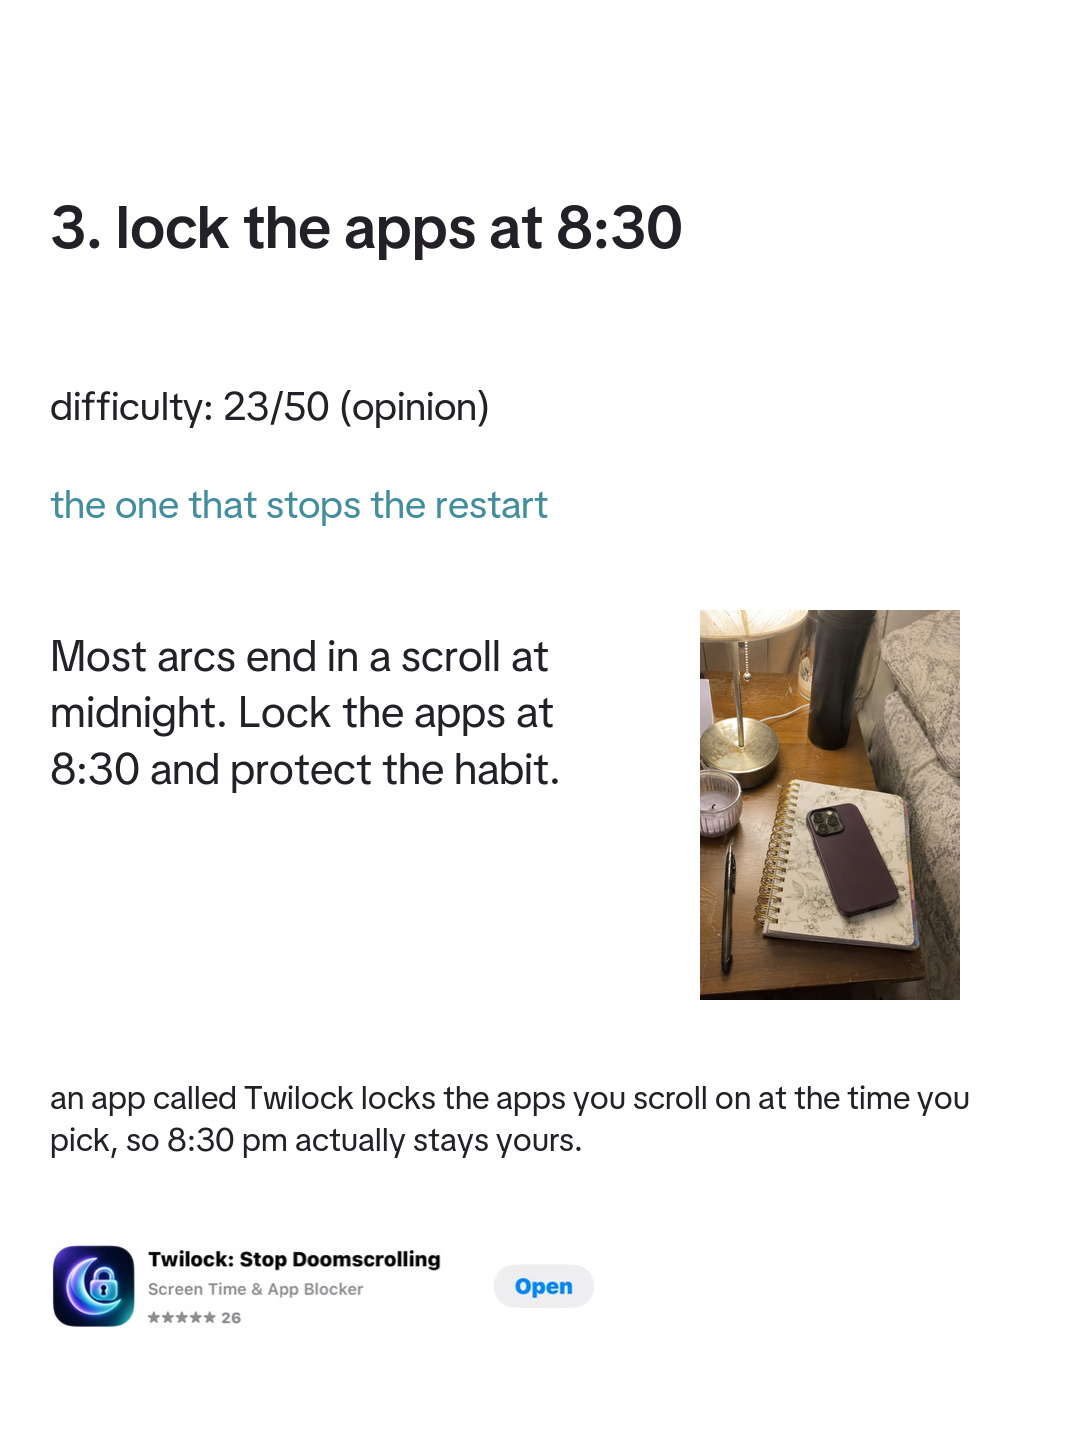 3. lock the apps at 8:30
difficulty: 23/50 (opinion)
the one that stops the restart
Most arcs end in a scroll at
midnight. Lock the apps at
8:30 and protect the habit.
an app called Twilock locks the apps you scroll on at the time you
pick, so 8:30 pm actually stays yours.
Twilock: Stop Doomscrolling
Screen Time & App Blocker
★★★★★ 26
Open